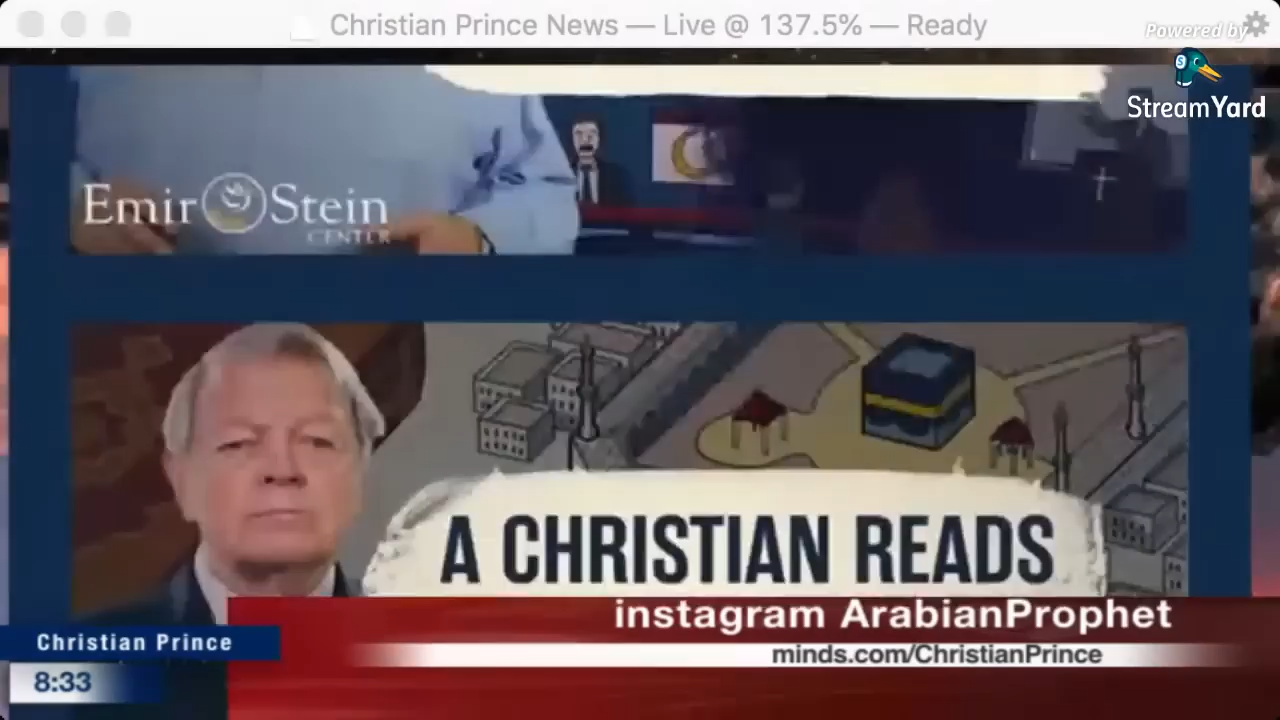 Christian Prince News — Live @ 137.5% — Ready
Powered by
StreamYard
Emir Stein
CENTER
A CHRISTIAN READS
instagram ArabianProphet
Christian Prince
minds.com/ChristianPrince
8:33